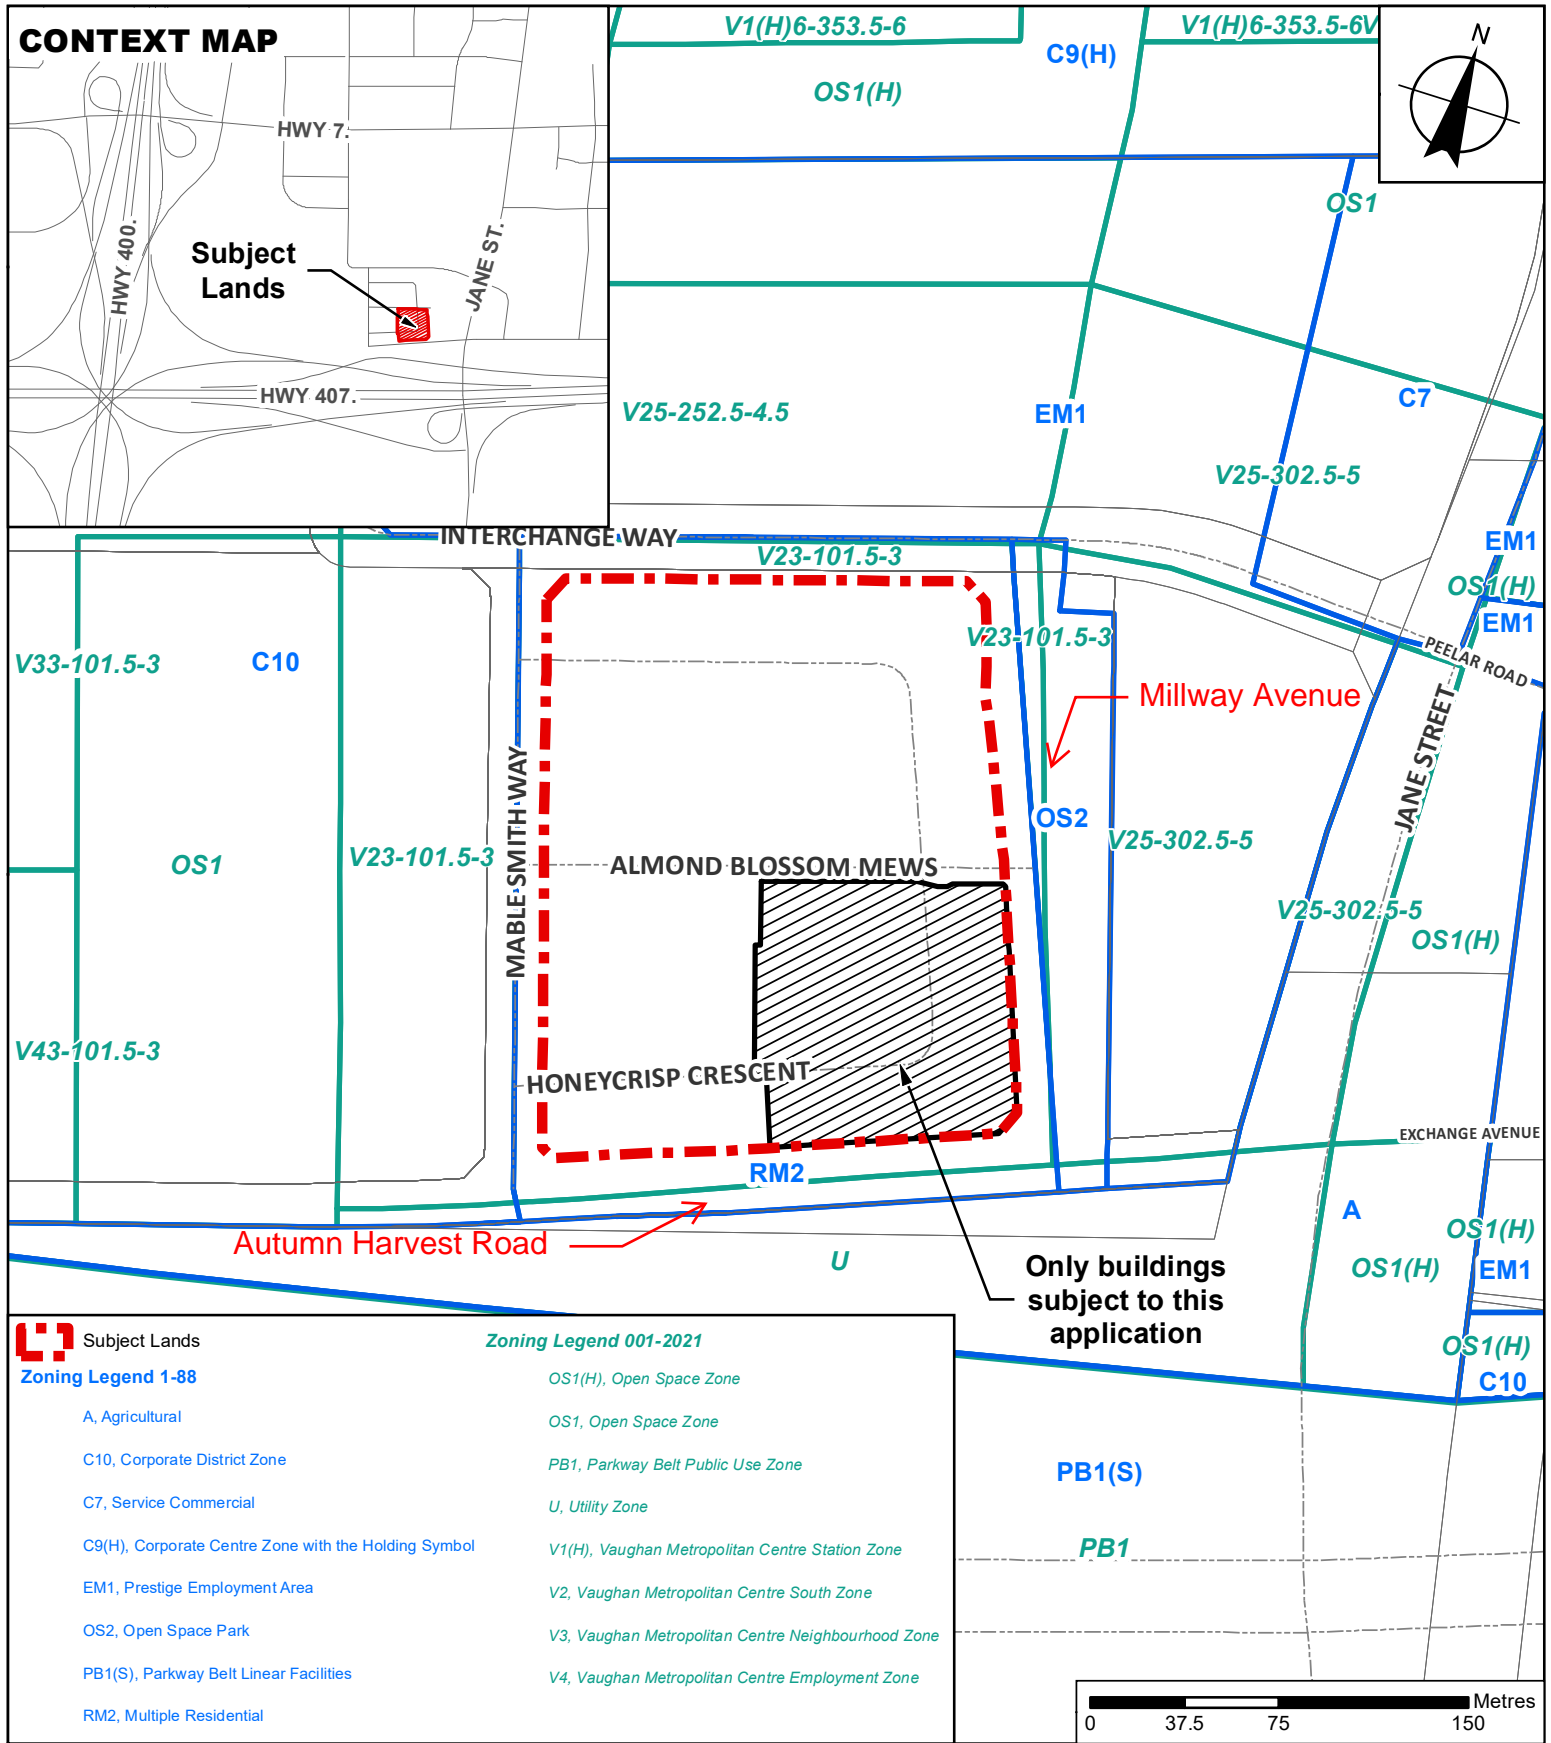 CONTEXT MAP
HWY 7.
HWY 400.
Subject
Lands
JANE ST.
HWY 407.
V1(H)6-353.5-6
C9(H)
V1(H)6-353.5-6V
N
OS1(H)
OS1
C7
V25-252.5-4.5
EM1
V25-302.5-5
INTERCHANGE WAY
V23-101.5-3
EM1
OS1(H)
EM1
V33-101.5-3
C10
V23-101.5-3
PEELAR ROAD
Millway Avenue
JANE STREET
MABLE SMITH WAY
OS2
V25-302.5-5
OS1
V23-101.5-3
ALMOND BLOSSOM MEWS
V25-302.5-5
OS1(H)
V43-101.5-3
HONEYCRISP CRESCENT
EXCHANGE AVENUE
RM2
A
OS1(H)
Autumn Harvest Road
U
Only buildings
subject to this
application
OS1(H)
EM1
OS1(H)
C10
PB1(S)
PB1
Subject Lands
Zoning Legend 1-88
A, Agricultural
C10, Corporate District Zone
C7, Service Commercial
C9(H), Corporate Centre Zone with the Holding Symbol
EM1, Prestige Employment Area
OS2, Open Space Park
PB1(S), Parkway Belt Linear Facilities
RM2, Multiple Residential
Zoning Legend 001-2021
OS1(H), Open Space Zone
OS1, Open Space Zone
PB1, Parkway Belt Public Use Zone
U, Utility Zone
V1(H), Vaughan Metropolitan Centre Station Zone
V2, Vaughan Metropolitan Centre South Zone
V3, Vaughan Metropolitan Centre Neighbourhood Zone
V4, Vaughan Metropolitan Centre Employment Zone
Metres
0 37.5 75 150